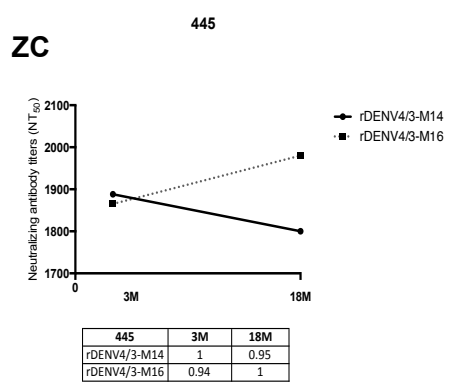 445
ZC
Neutralizing antibody titers (NT50)
2100
2000
1900
1800
1700
0
3M 18M
rDENV4/3-M14
rDENV4/3-M16
445 3M 18M
rDENV4/3-M14 1 0.95
rDENV4/3-M16 0.94 1